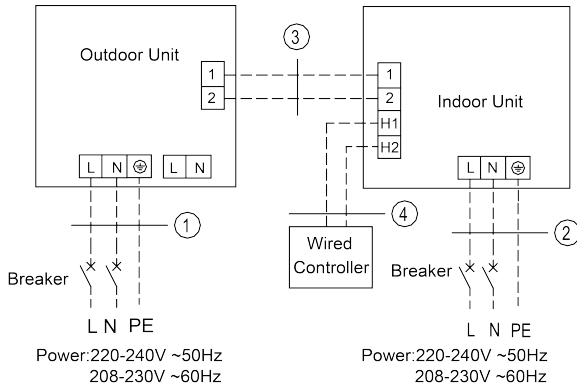 Outdoor Unit
1
2
L N
L N
3
1
2
H1
H2
Indoor Unit
L N
1
Breaker
L N PE
Power:220-240V ~50Hz
208-230V ~60Hz
4
Wired
Controller
2
Breaker
L N PE
Power:220-240V ~50Hz
208-230V ~60Hz